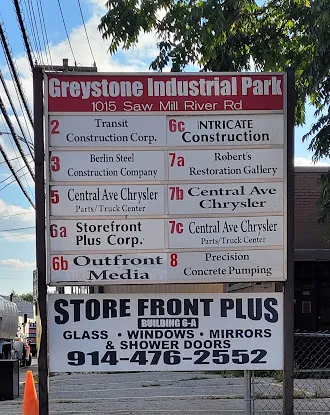 Greystone Industrial Park
1015 Saw Mill River Rd
2 Transit
Construction Corp.
3 Berlin Steel
Construction Company
5 Central Ave Chrysler
Parts/Truck Center
6a Storefront
Plus Corp.
6b Outfront
Media
6c INTRICATE
Construction
7a Robert's
Restoration Gallery
7b Central Ave
Chrysler
7c Central Ave Chrysler
Parts/Truck Center
8 Precision
Concrete Pumping
STORE FRONT PLUS
BUILDING 6-A
GLASS • WINDOWS • MIRRORS
& SHOWER DOORS
914-476-2552